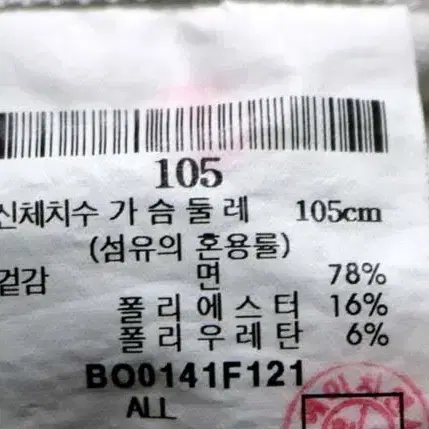 105
신체치수 가 슴 둘 레 105cm
(섬유의 혼용률)
겉감 면 78%
폴 리 에 스 터 16%
폴 리 우 레 탄 6%
BO0141F121
ALL